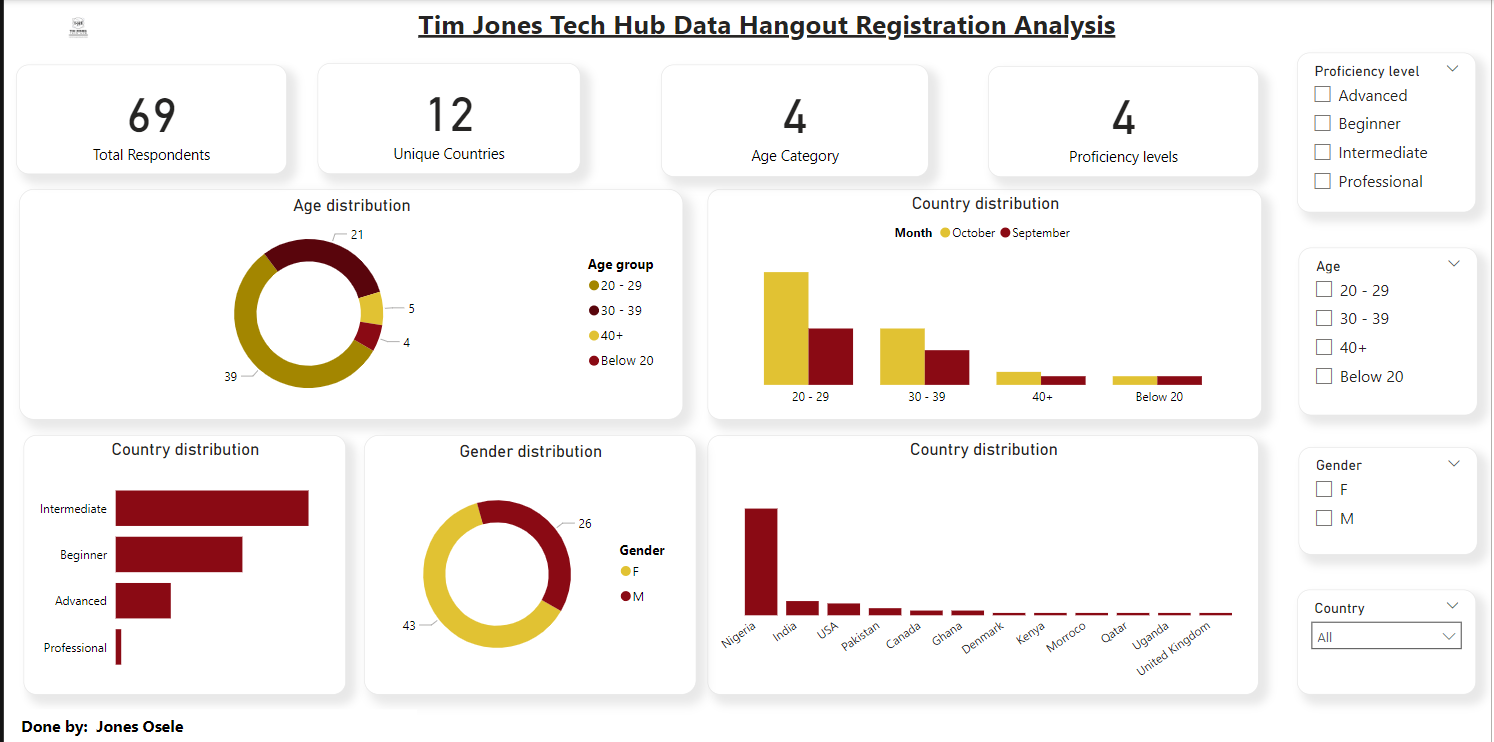 Tim Jones Tech Hub Data Hangout Registration Analysis
69
Total Respondents
12
Unique Countries
4
Age Category
4
Proficiency levels
Proficiency level
Advanced
Beginner
Intermediate
Professional
Age distribution
21
5
4
39
Age group
20 - 29
30 - 39
40+
Below 20
Country distribution
Month October September
20 - 29 30 - 39 40+ Below 20
Age
20 - 29
30 - 39
40+
Below 20
Country distribution
Intermediate
Beginner
Advanced
Professional
Gender distribution
26
43
Gender
F
M
Country distribution
Nigeria India USA Pakistan Canada Ghana Denmark Kenya Morroco Qatar Uganda United Kingdom
Gender
F
M
Country
All
Done by: Jones Osele